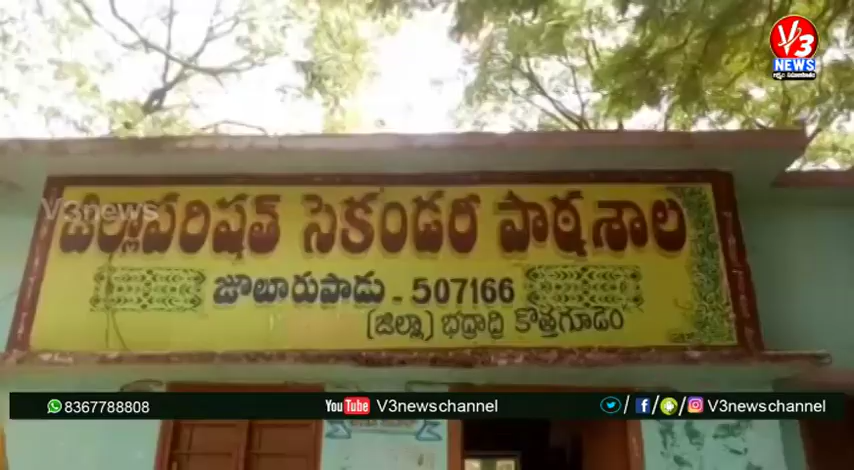 V3
NEWS
V3news
జిల్లాపరిషత్ సెకండరీ పాఠశాల
జూలూరుపాడు - 507166
(జిల్లా) భద్రాద్రి కొత్తగూడెం
8367788808
YouTube V3newschannel
V3newschannel